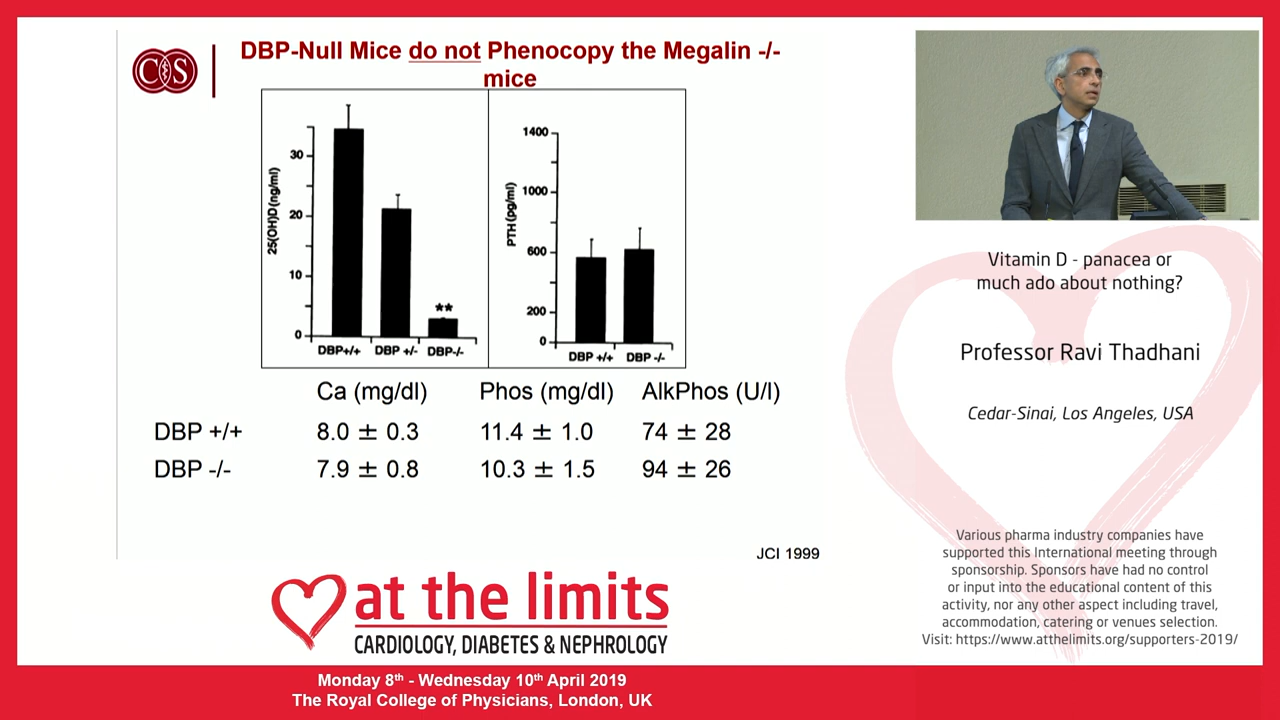 DBP-Null Mice do not Phenocopy the Megalin -/-
mice
CS
25(OH)D(ng/ml)
30
20
10
0
**
DBP+/+ DBP +/- DBP-/-
PTH(pg/ml)
1400
1000
600
200
0
DBP +/+ DBP -/-
Ca (mg/dl) Phos (mg/dl) AlkPhos (U/l)
DBP +/+ 8.0 ± 0.3 11.4 ± 1.0 74 ± 28
DBP -/- 7.9 ± 0.8 10.3 ± 1.5 94 ± 26
JCI 1999
at the limits
CARDIOLOGY, DIABETES & NEPHROLOGY
Monday 8th - Wednesday 10th April 2019
The Royal College of Physicians, London, UK
Vitamin D - panacea or
much ado about nothing?
Professor Ravi Thadhani
Cedar-Sinai, Los Angeles, USA
Various pharma industry companies have
supported this International meeting through
sponsorship. Sponsors have had no control
or input into the educational content of this
activity, nor any other aspect including travel,
accommodation, catering or venues selection.
Visit: https://www.atthelimits.org/supporters-2019/